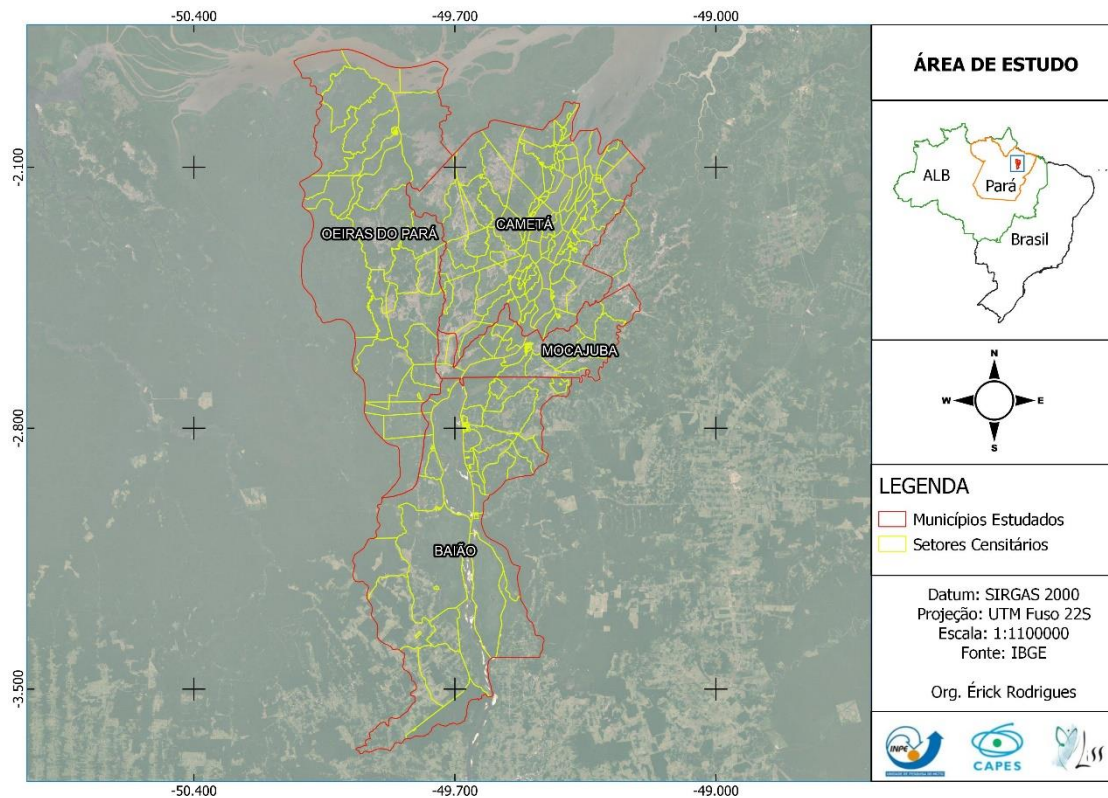 -50.400
-49.700
-49.000
-2.100
-2.800
-3.500
OEIRAS DO PARÁ
CAMETÁ
MOCAJUBA
BAIÃO
-50.400
-49.700
-49.000
ÁREA DE ESTUDO
ALB
Pará
Brasil
N
W
E
S
LEGENDA
Municípios Estudados
Setores Censitários
Datum: SIRGAS 2000
Projeção: UTM Fuso 22S
Escala: 1:1100000
Fonte: IBGE
Org. Érick Rodrigues
INPE
CAPES
Liss